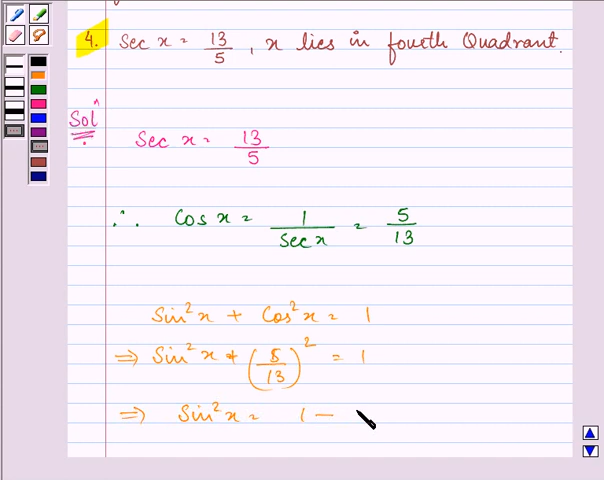 4. Sec x = 13/5, x lies in fourth Quadrant.
Solⁿ
Sec x = 13/5
∴ Cos x = 1/Sec x = 5/13
Sin²x + Cos²x = 1
⇒ Sin²x + (5/13)² = 1
⇒ Sin²x = 1 −